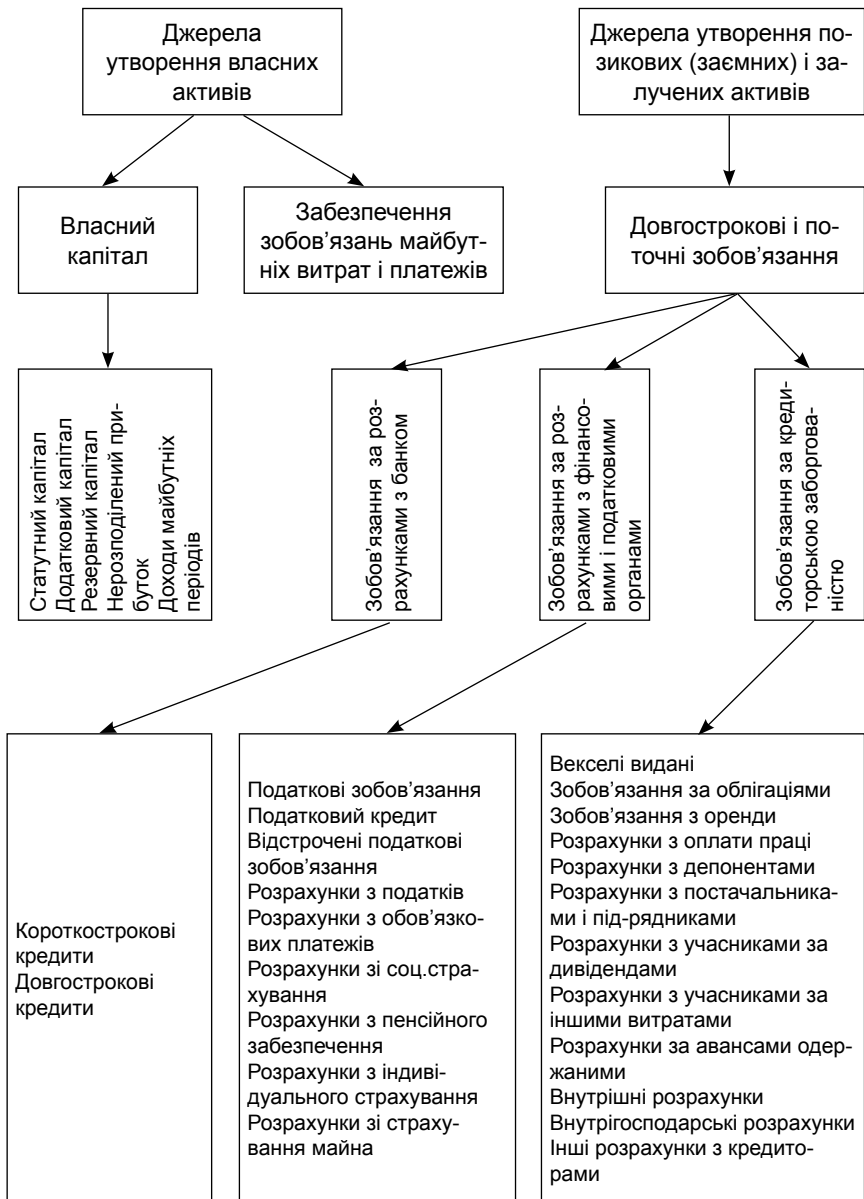 Джерела
утворення власних
активів
Джерела утворення по-
зикових (заємних) і за-
лучених активів
Власний
капітал
Забезпечення
зобов’язань майбут-
ніх витрат і платежів
Довгострокові і по-
точні зобов’язання
Статутний капітал
Додатковий капітал
Резервний капітал
Нерозподілений при-
буток
Доходи майбутніх
періодів
Зобов’язання за роз-
рахунками з банком
Зобов’язання за роз-
рахунками з фінансо-
вими і податковими
органами
Зобов’язання за креди-
торською заборгова-
ністю
Короткострокові
кредити
Довгострокові
кредити
Податкові зобов’язання
Податковий кредит
Відстрочені податкові
зобов’язання
Розрахунки з податків
Розрахунки з обов’язко-
вих платежів
Розрахунки зі соц.стра-
хування
Розрахунки з пенсійного
забезпечення
Розрахунки з індиві-
дуального страхування
Розрахунки зі страху-
вання майна
Векселі видані
Зобов’язання за облігаціями
Зобов’язання з оренди
Розрахунки з оплати праці
Розрахунки з депонентами
Розрахунки з постачальника-
ми і під-рядниками
Розрахунки з учасниками за
дивідендами
Розрахунки з учасниками за
іншими витратами
Розрахунки за авансами одер-
жаними
Внутрішні розрахунки
Внутрігосподарські розрахунки
Інші розрахунки з кредито-
рами